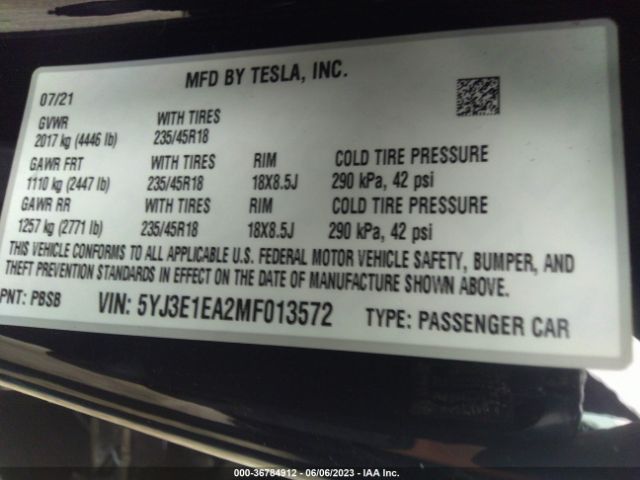 MFD BY TESLA, INC.
07/21
GVWR WITH TIRES
2017 kg (4446 lb) 235/45R18
GAWR FRT WITH TIRES RIM COLD TIRE PRESSURE
1110 kg (2447 lb) 235/45R18 18X8.5J 290 kPa, 42 psi
GAWR RR WITH TIRES RIM COLD TIRE PRESSURE
1257 kg (2771 lb) 235/45R18 18X8.5J 290 kPa, 42 psi
THIS VEHICLE CONFORMS TO ALL APPLICABLE U.S. FEDERAL MOTOR VEHICLE SAFETY, BUMPER, AND
THEFT PREVENTION STANDARDS IN EFFECT ON THE DATE OF MANUFACTURE SHOWN ABOVE.
PNT: PBSB VIN: 5YJ3E1EA2MF013572 TYPE: PASSENGER CAR
000-36784912 - 06/06/2023 - IAA Inc.